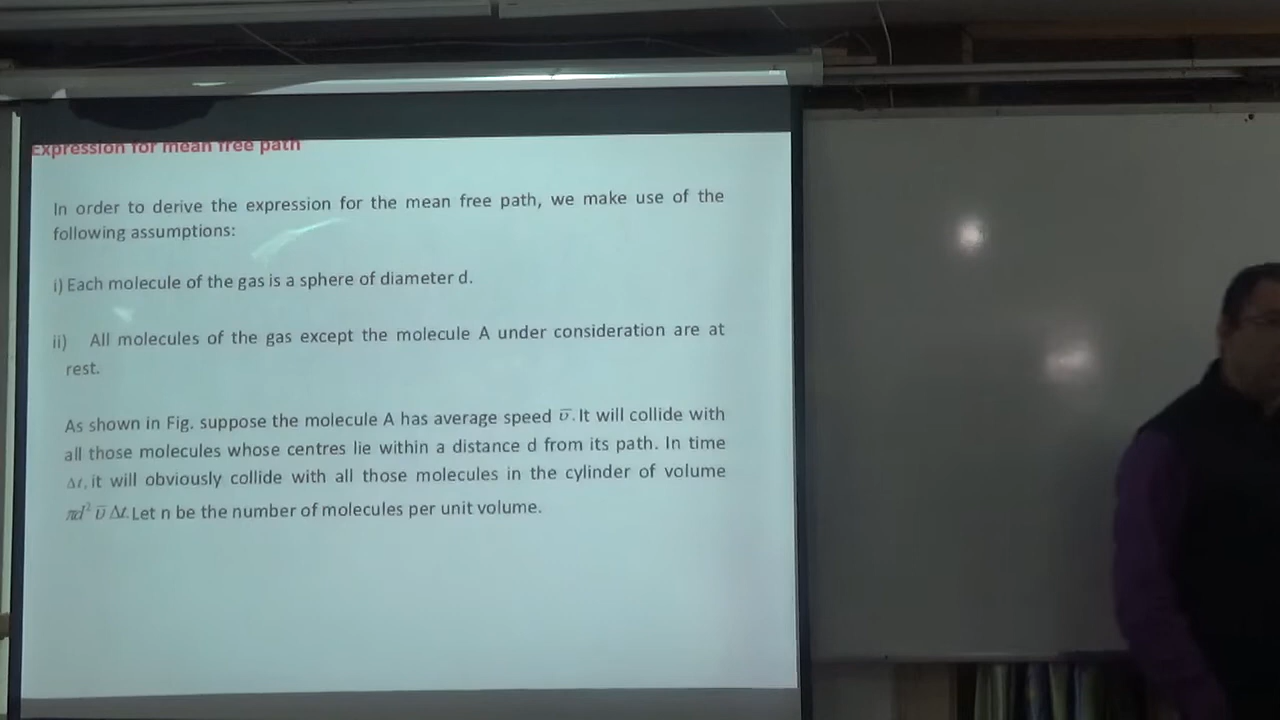 Expression for mean free path
In order to derive the expression for the mean free path, we make use of the
following assumptions:
i) Each molecule of the gas is a sphere of diameter d.
ii) All molecules of the gas except the molecule A under consideration are at
rest.
As shown in Fig. suppose the molecule A has average speed ῡ. It will collide with
all those molecules whose centres lie within a distance d from its path. In time
Δt, it will obviously collide with all those molecules in the cylinder of volume
πd² ῡ Δt. Let n be the number of molecules per unit volume.